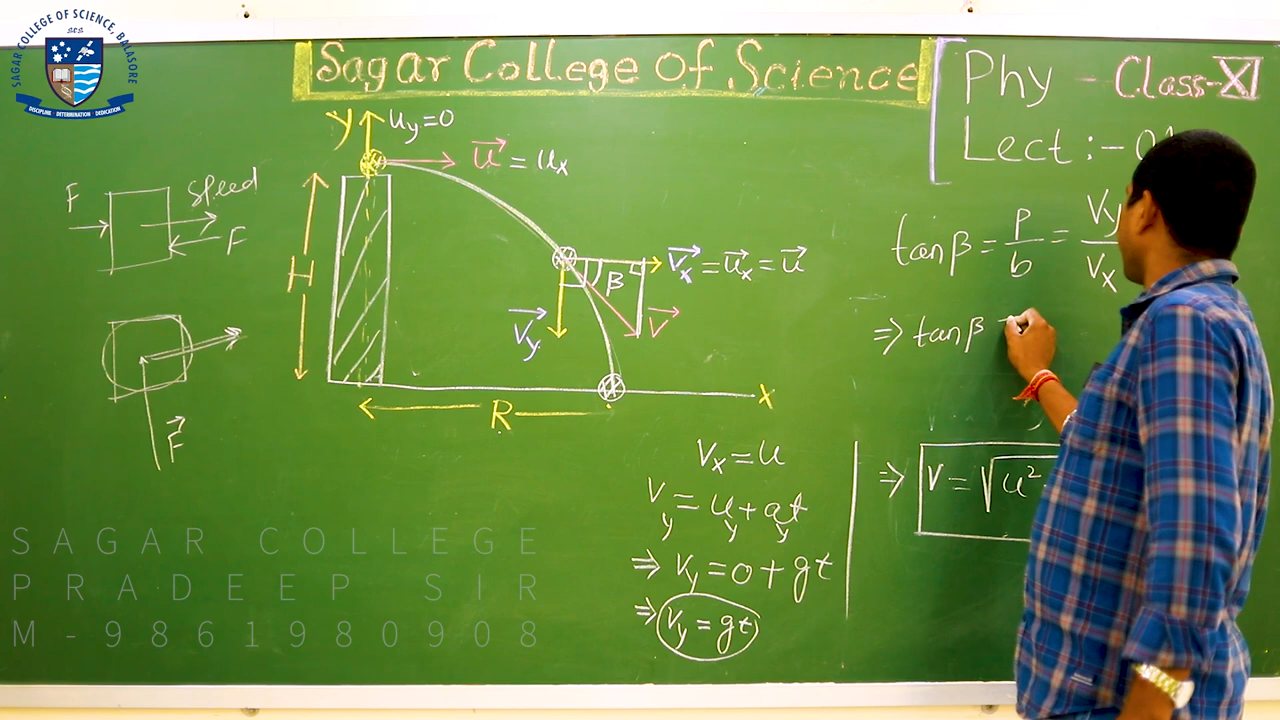 SAGAR COLLEGE OF SCIENCE, BALASORE
SCS
DISCIPLINE · DETERMINATION · DEDICATION
Sagar College Of Science
Phy - Class-XI
Lect :- 0
Y
uy=0
u⃗ = ux
F
Speed
F
H
β
V⃗x = u⃗x = u⃗
V⃗y
V⃗
F⃗
R
X
tanβ = p/b = Vy/Vx
⇒ tanβ
Vx = u
Vy = uy + ayt
⇒ Vy = 0 + gt
⇒ Vy = gt
⇒ V = √u²
SAGAR COLLEGE
PRADEEP SIR
M-9861980908